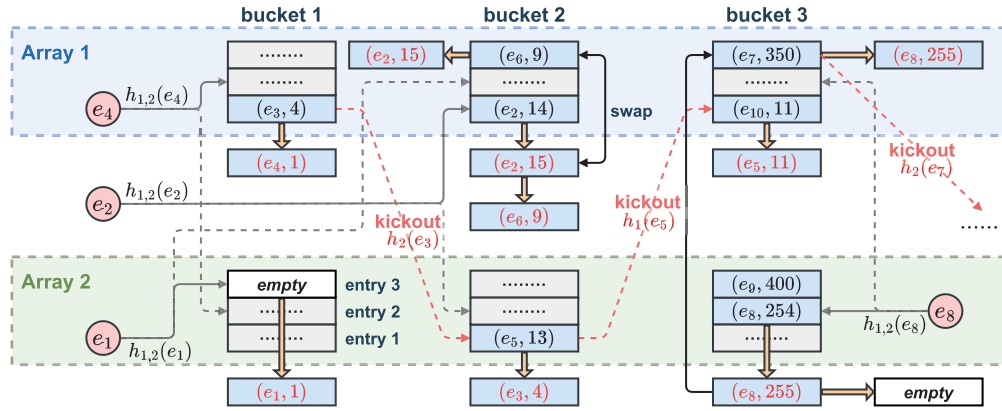 bucket 1 bucket 2 bucket 3
Array 1
········ (e₂, 15) (e₆, 9) (e₇, 350) (e₈, 255)
········ ········ ········
e₄ h₁,₂(e₄) (e₃, 4) (e₂, 14) swap (e₁₀, 11)
(e₄, 1) (e₂, 15) (e₅, 11) kickout
h₂(e₇)
e₂ h₁,₂(e₂) (e₆, 9) kickout kickout
h₂(e₃) h₁(e₅) ······
Array 2
empty entry 3 ········ (e₉, 400)
········ entry 2 ········ (e₈, 254) e₈
e₁ ········ entry 1 (e₅, 13) ········ h₁,₂(e₈)
h₁,₂(e₁)
(e₁, 1) (e₃, 4) (e₈, 255) empty